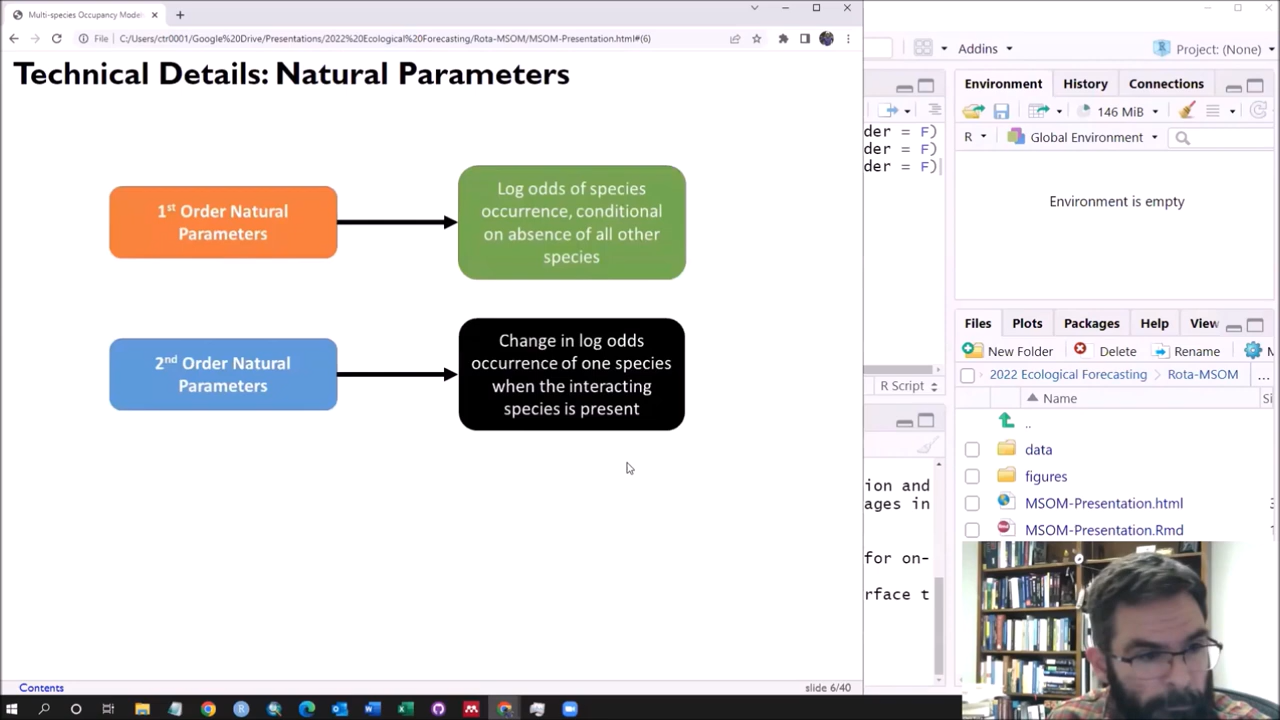 Multi-species Occupancy Model
File
C:/Users/ctr0001/Google%20Drive/Presentations/2022%20Ecological%20Forecasting/Rota-MSOM/MSOM-Presentation.html#(6)
Technical Details: Natural Parameters
1st Order Natural
Parameters
Log odds of species
occurrence, conditional
on absence of all other
species
2nd Order Natural
Parameters
Change in log odds
occurrence of one species
when the interacting
species is present
Contents
slide 6/40
Addins
Project: (None)
der = F)
der = F)
der = F)
R Script
ion and
ages in
for on-
rface t
Environment
History
Connections
146 MiB
R
Global Environment
Environment is empty
Files
Plots
Packages
Help
View
New Folder
Delete
Rename
M
2022 Ecological Forecasting
Rota-MSOM
...
Name
Si
..
data
figures
MSOM-Presentation.html
MSOM-Presentation.Rmd